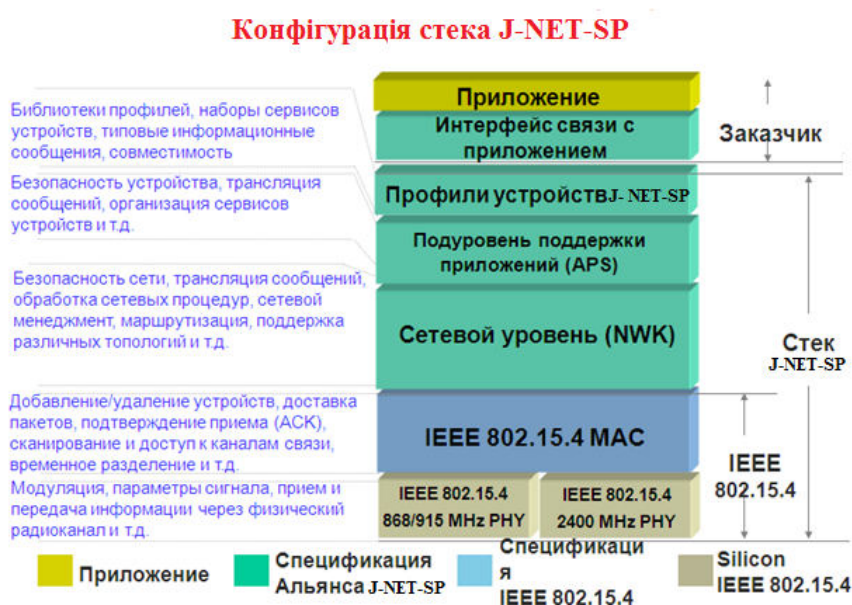 Конфігурація стека J-NET-SP
Приложение
Интерфейс связи с
приложением
Заказчик
Библиотеки профилей, наборы сервисов
устройств, типовые информационные
сообщения, совместимость
Профили устройств J- NET-SP
Безопасность устройства, трансляция
сообщений, организация сервисов
устройств и т.д.
Подуровень поддержки
приложений (APS)
Безопасность сети, трансляция сообщений,
обработка сетевых процедур, сетевой
менеджмент, маршрутизация, поддержка
различных топологий и т.д.
Сетевой уровень (NWK)
Стек
J-NET-SP
Добавление/удаление устройств, доставка
пакетов, подтверждение приема (ACK),
сканирование и доступ к каналам связи,
временное разделение и т.д.
IEEE 802.15.4 MAC
IEEE
802.15.4
Модуляция, параметры сигнала, прием и
передача информации через физический
радиоканал и т.д.
IEEE 802.15.4
868/915 MHz PHY
IEEE 802.15.4
2400 MHz PHY
Приложение
Спецификация
Альянса J-NET-SP
Спецификаци
я
IEEE 802.15.4
Silicon
IEEE 802.15.4